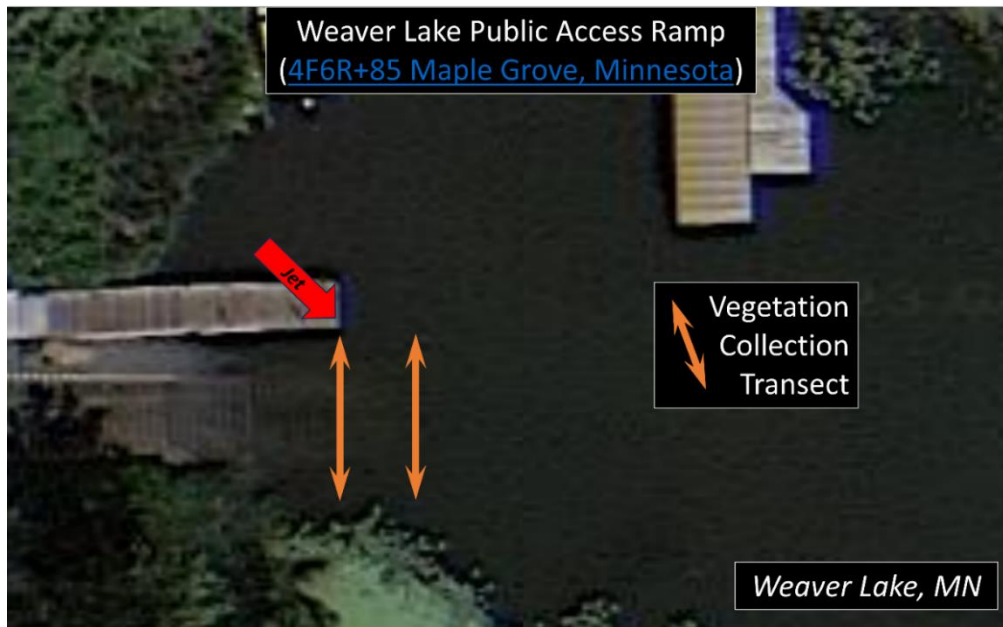 Weaver Lake Public Access Ramp
(4F6R+85 Maple Grove, Minnesota)
Jet
Vegetation
Collection
Transect
Weaver Lake, MN